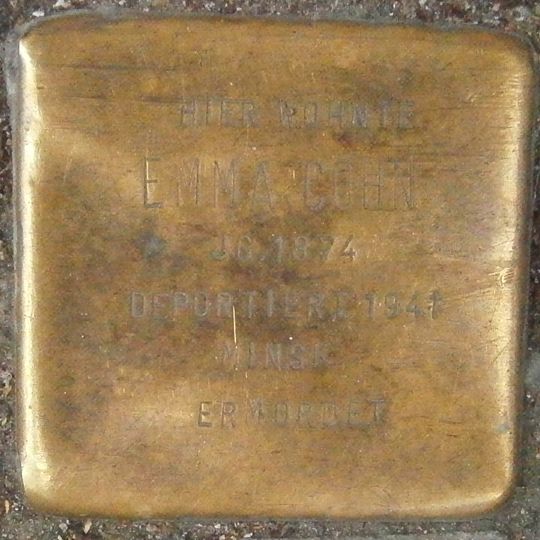 HIER WOHNTE
EMMA COHN
JG. 1874
DEPORTIERT 1941
MINSK
ERMORDET